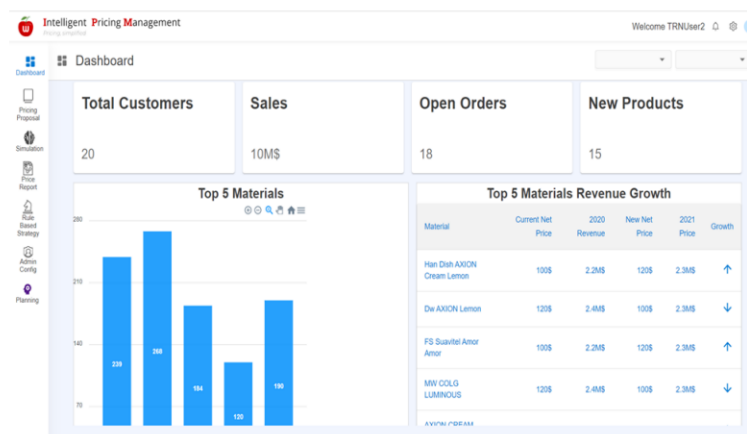 Intelligent Pricing Management
Pricing simplified
Welcome TRNUser2
Dashboard
Dashboard
Pricing
Proposal
Simulation
Price
Report
Rule
Based
Strategy
Admin
Config
Planning
Total Customers
20
Sales
10M$
Open Orders
18
New Products
15
Top 5 Materials
280
210
140
70
239
268
184
120
190
Top 5 Materials Revenue Growth
Material Current Net Price 2020 Revenue New Net Price 2021 Price Growth
Han Dish AXION Cream Lemon 100$ 2.2M$ 120$ 2.3M$
Dw AXION Lemon 120$ 2.4M$ 100$ 2.3M$
FS Suavitel Amor Amor 100$ 2.2M$ 120$ 2.3M$
MW COLG LUMINOUS 120$ 2.4M$ 100$ 2.3M$
AXION CREAM